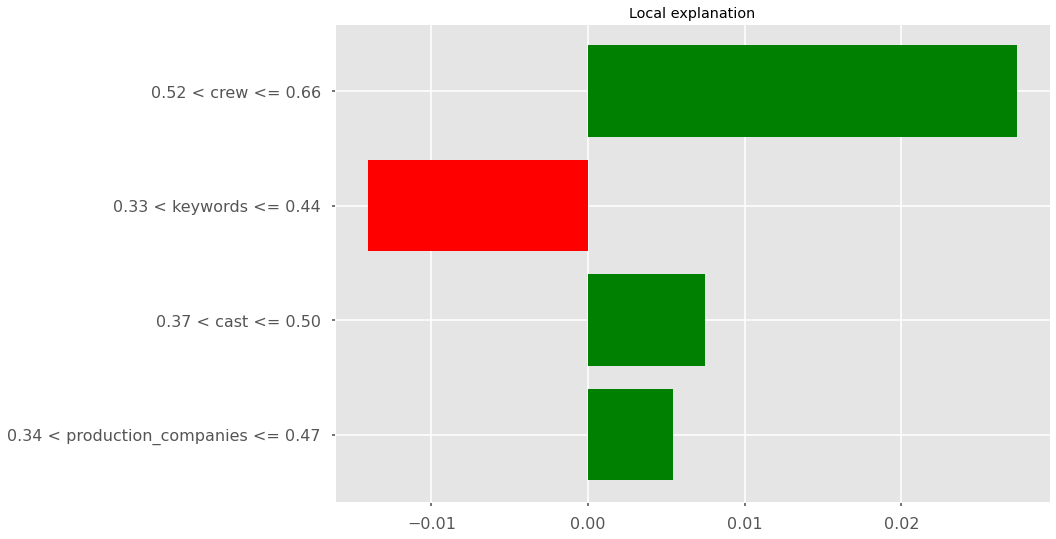 Local explanation
0.52 < crew <= 0.66
0.33 < keywords <= 0.44
0.37 < cast <= 0.50
0.34 < production_companies <= 0.47
−0.01 0.00 0.01 0.02